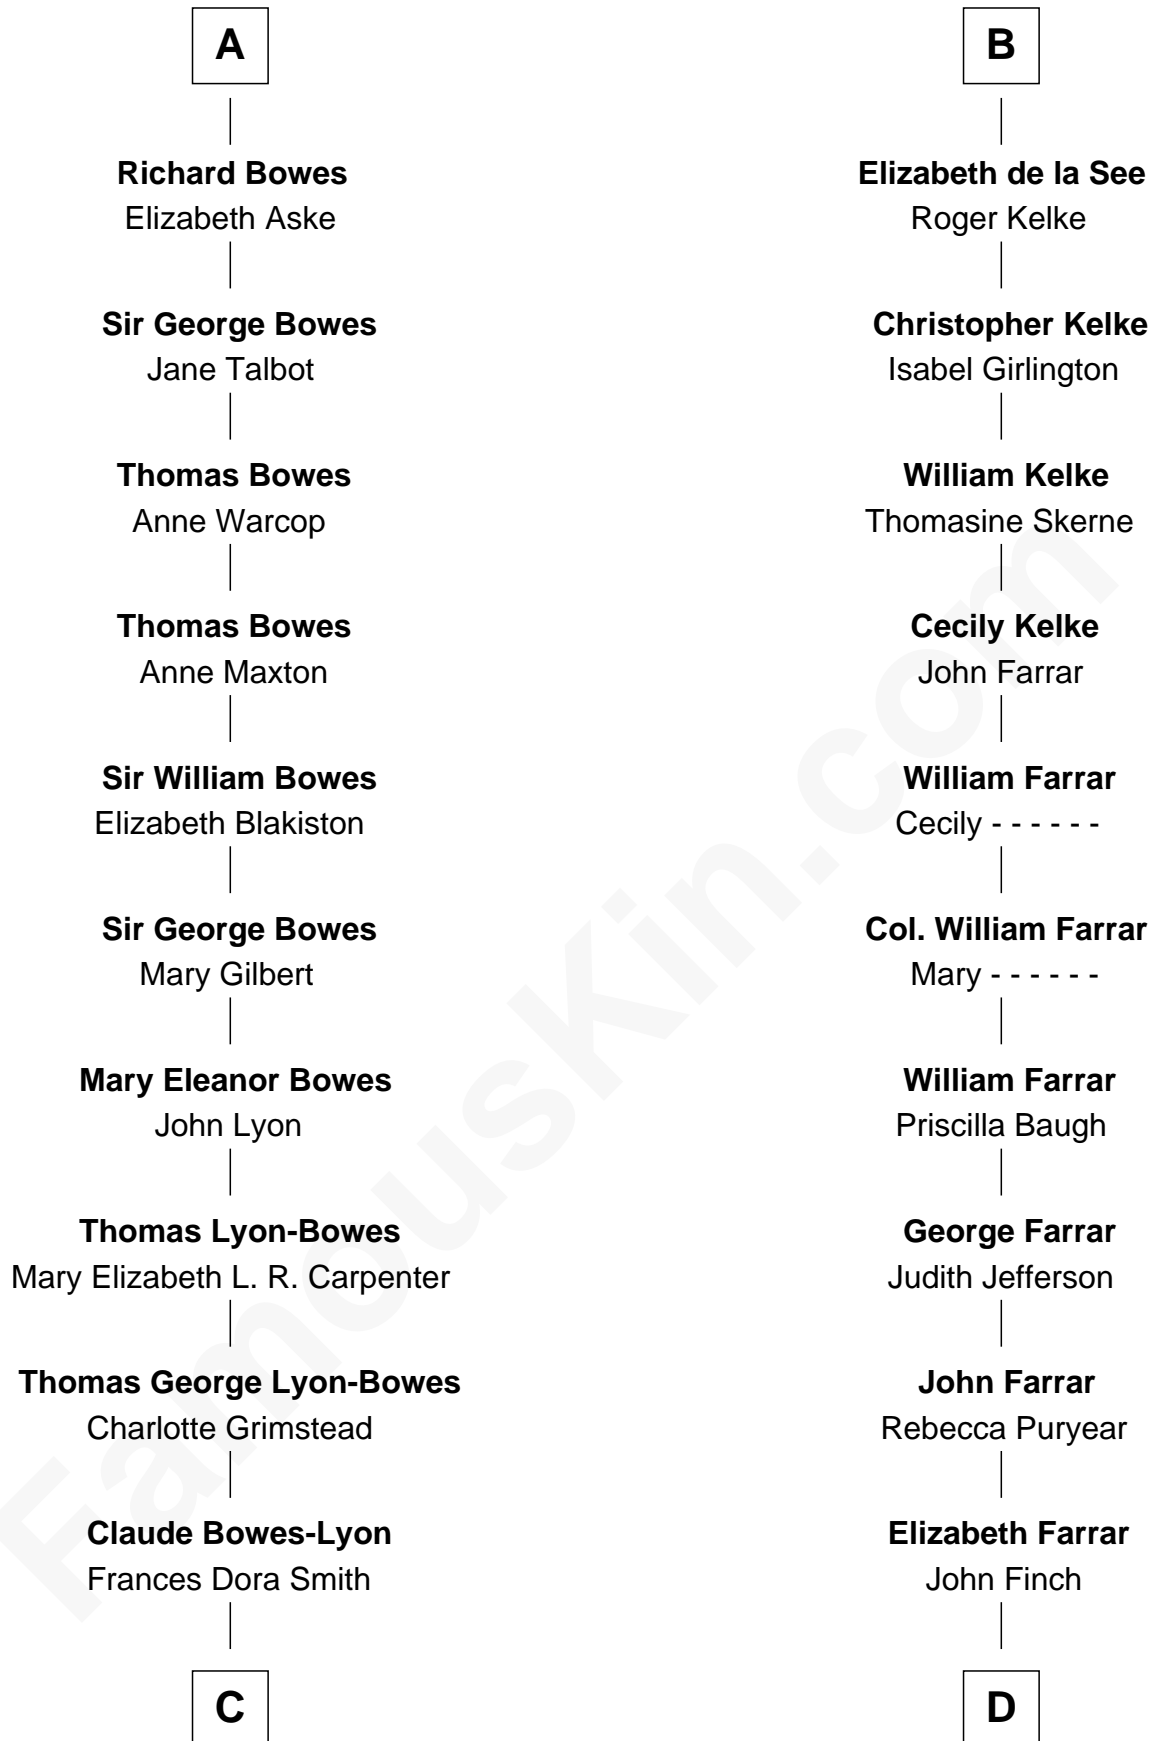 A
Richard Bowes
Elizabeth Aske
Sir George Bowes
Jane Talbot
Thomas Bowes
Anne Warcop
Thomas Bowes
Anne Maxton
Sir William Bowes
Elizabeth Blakiston
Sir George Bowes
Mary Gilbert
Mary Eleanor Bowes
John Lyon
Thomas Lyon-Bowes
Mary Elizabeth L. R. Carpenter
Thomas George Lyon-Bowes
Charlotte Grimstead
Claude Bowes-Lyon
Frances Dora Smith
C
B
Elizabeth de la See
Roger Kelke
Christopher Kelke
Isabel Girlington
William Kelke
Thomasine Skerne
Cecily Kelke
John Farrar
William Farrar
Cecily - - - - - -
Col. William Farrar
Mary - - - - - -
William Farrar
Priscilla Baugh
George Farrar
Judith Jefferson
John Farrar
Rebecca Puryear
Elizabeth Farrar
John Finch
D
FamousKin.com